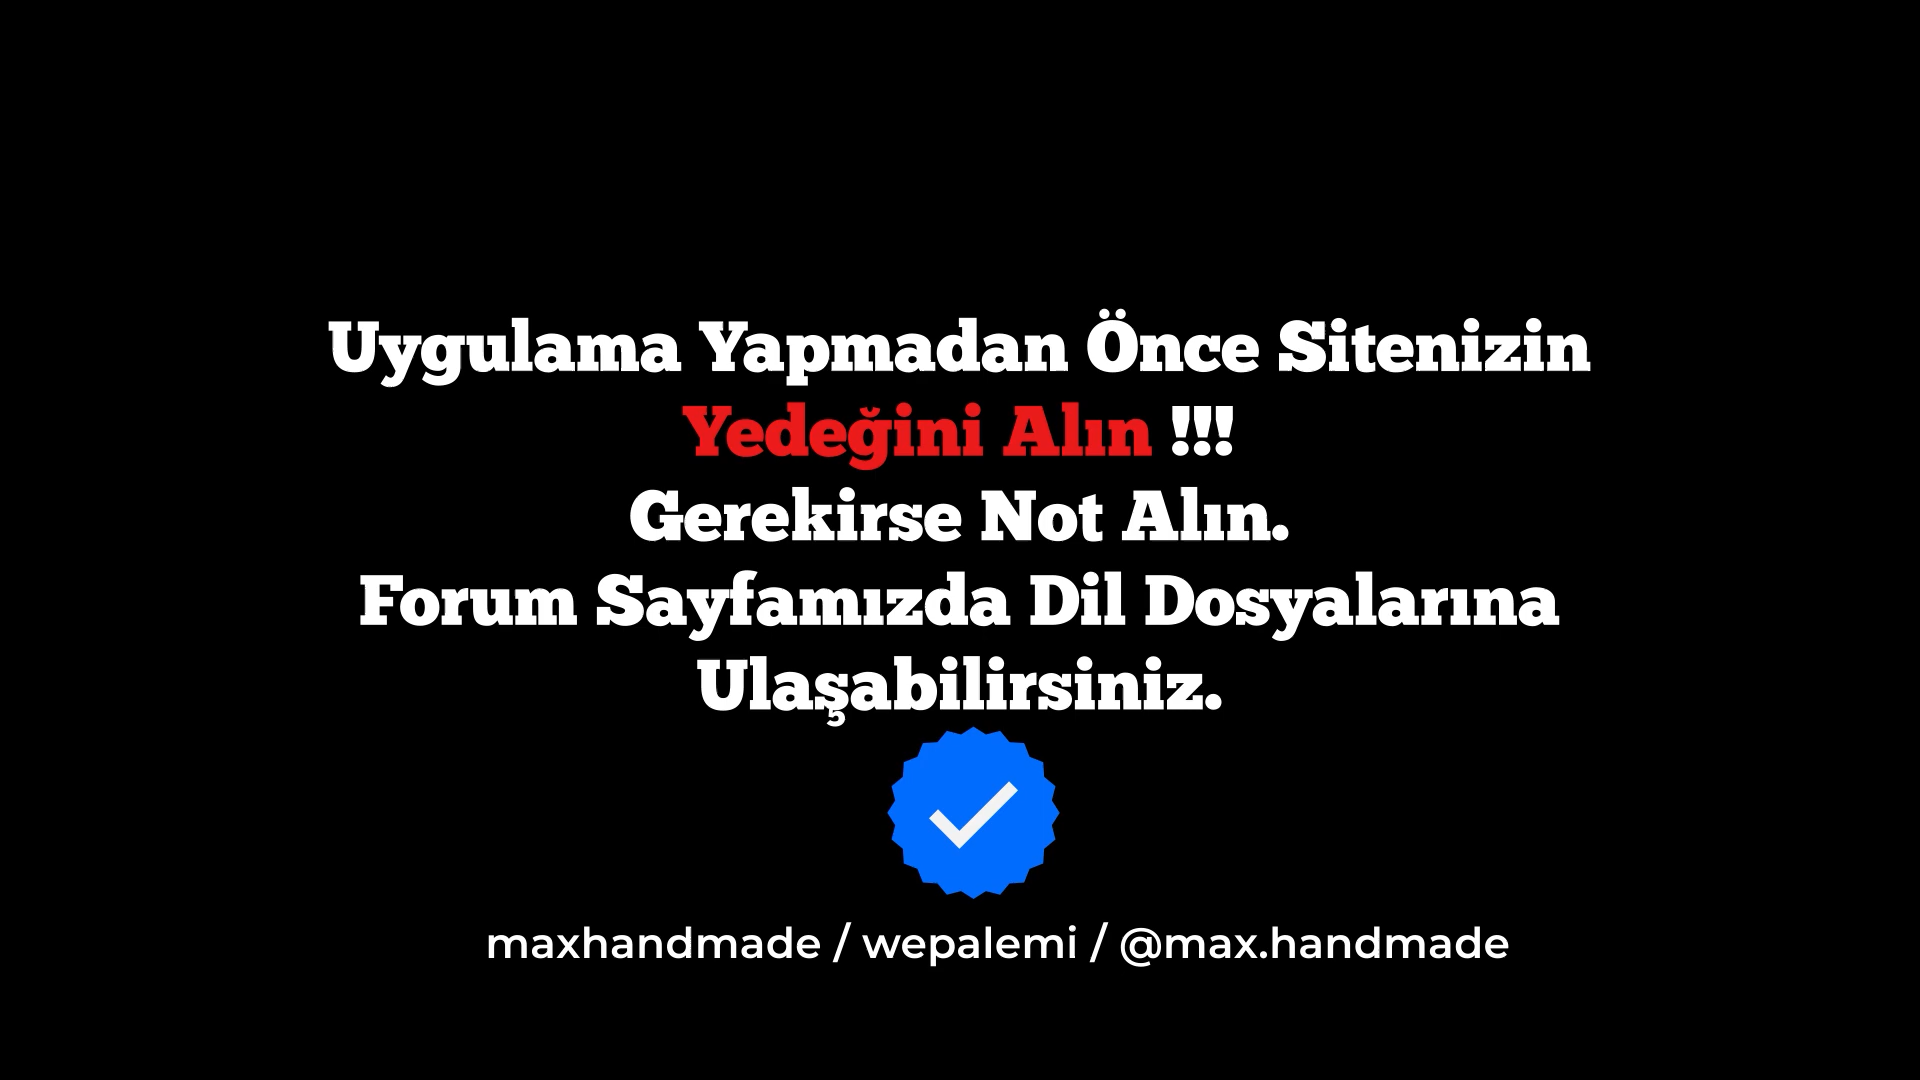 Uygulama Yapmadan Önce Sitenizin
Yedeğini Alın !!!
Gerekirse Not Alın.
Forum Sayfamızda Dil Dosyalarına
Ulaşabilirsiniz.
maxhandmade / wepalemi / @max.handmade